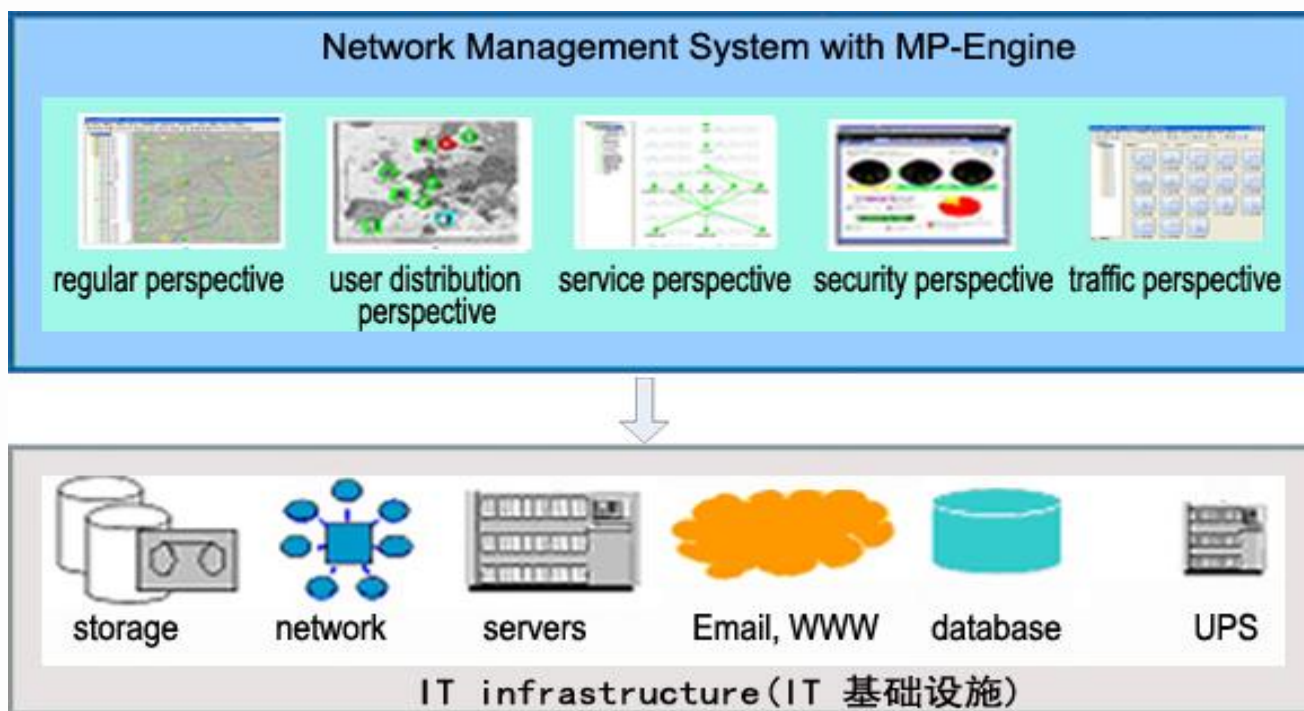 Network Management System with MP-Engine
regular perspective
user distribution
perspective
service perspective
security perspective
traffic perspective
storage
network
servers
Email, WWW
database
UPS
IT infrastructure(IT 基础设施)